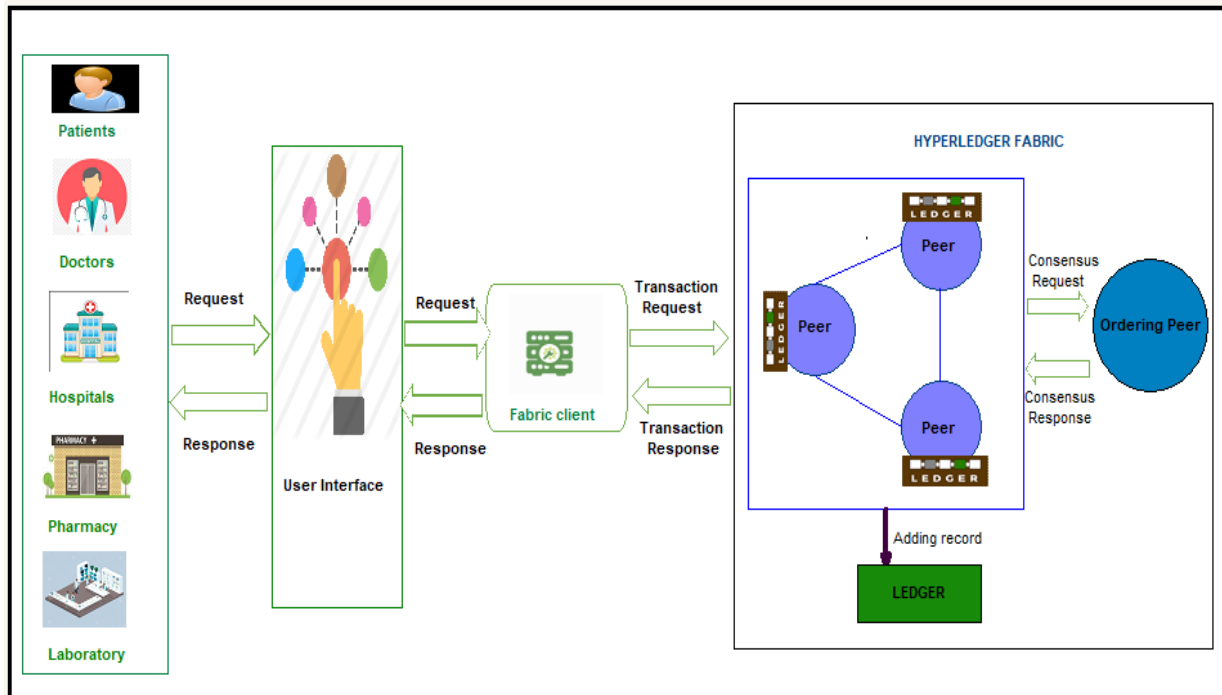 Patients
Doctors
Hospitals
PHARMACY +
Pharmacy
Laboratory
Request
Response
User Interface
Request
Response
Fabric client
Transaction
Request
Transaction
Response
HYPERLEDGER FABRIC
LEDGER
Peer
Peer
Peer
LEDGER
Consensus
Request
Ordering Peer
Consensus
Response
Adding record
LEDGER